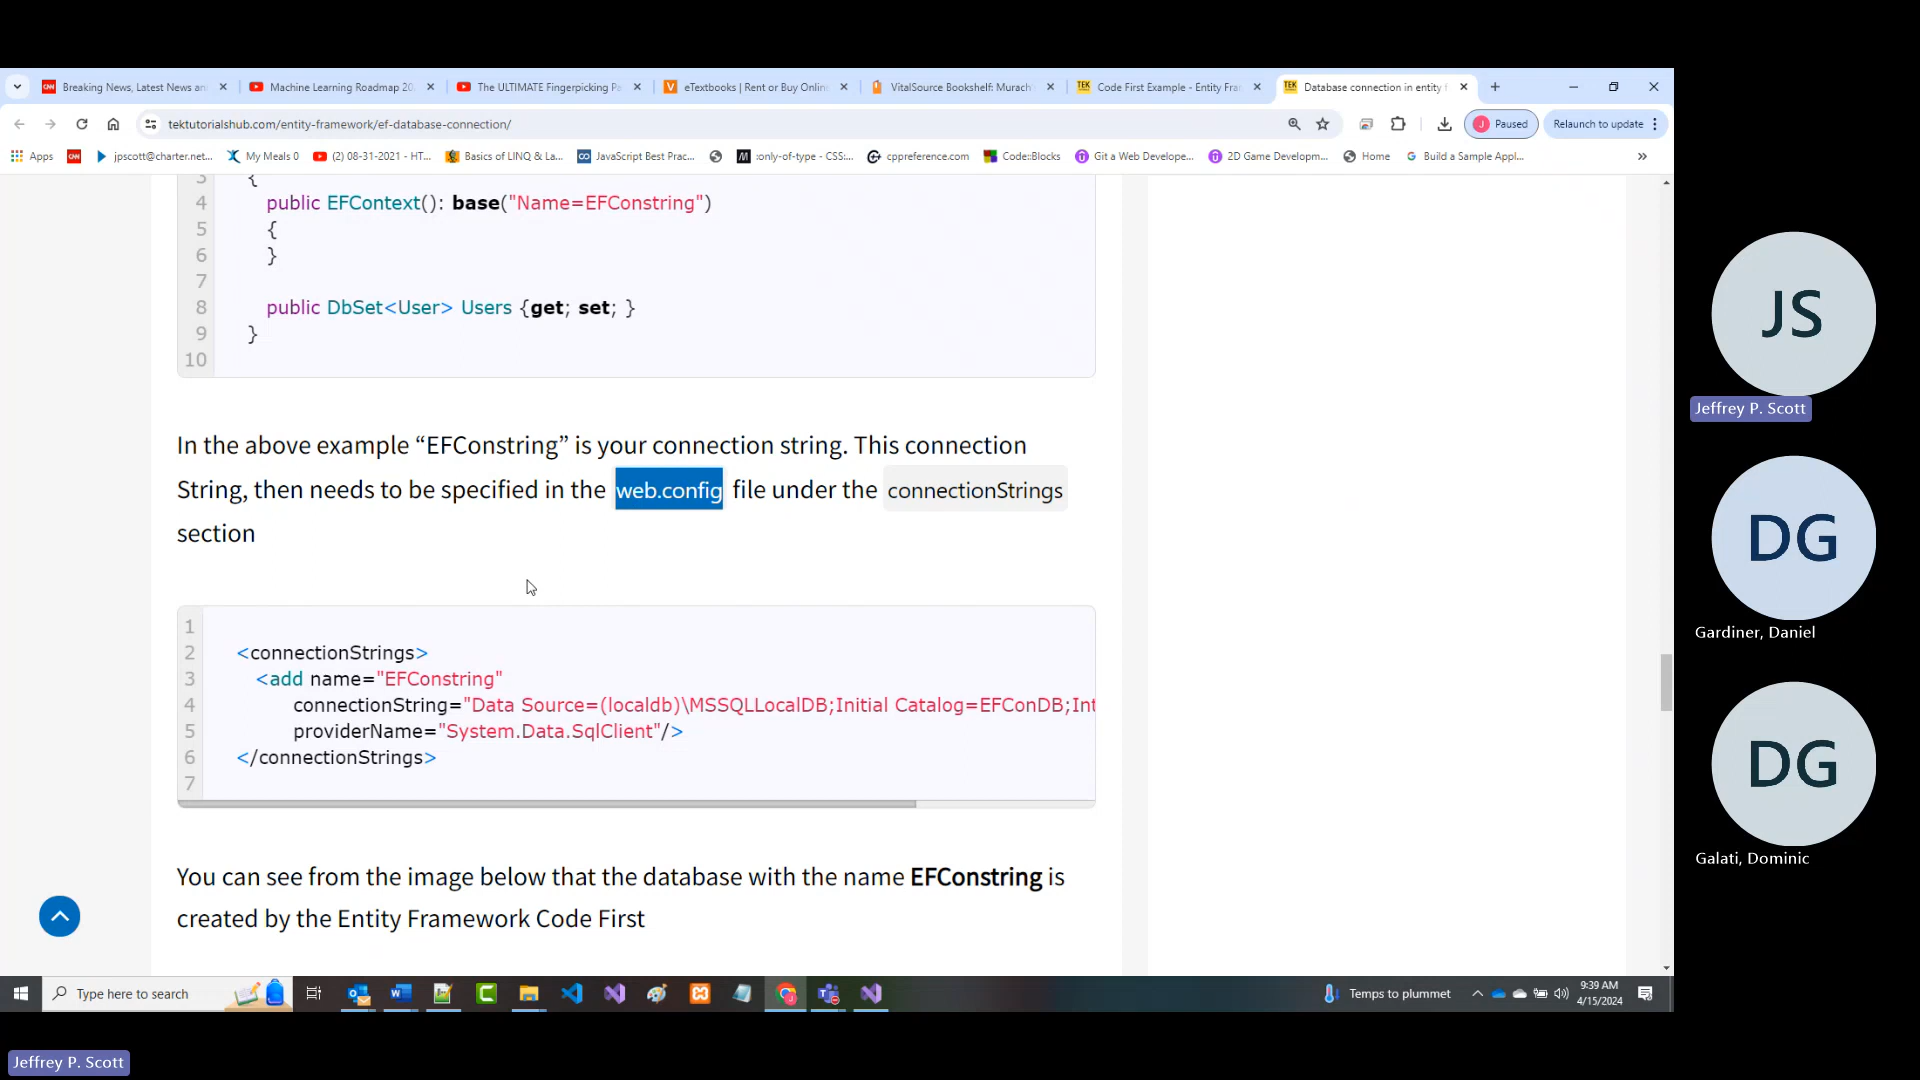 Breaking News, Latest News an
Machine Learning Roadmap 20
The ULTIMATE Fingerpicking Pa
eTextbooks | Rent or Buy Onlin
VitalSource Bookshelf: Murach'
TEK
Code First Example - Entity Fra
TEK
Database connection in entity f
tektutorialshub.com/entity-framework/ef-database-connection/
J
Paused
Relaunch to update
Apps
CNN
jpscott@charter.net...
My Meals 0
(2) 08-31-2021 - HT...
Basics of LINQ & La...
JavaScript Best Prac...
:only-of-type - CSS:...
cppreference.com
Code::Blocks
Git a Web Develope...
2D Game Developm...
Home
Build a Sample Appl...
3 {
4 public EFContext(): base("Name=EFConstring")
5 {
6 }
7
8 public DbSet<User> Users {get; set; }
9 }
10
In the above example “EFConstring” is your connection string. This connection
String, then needs to be specified in the web.config file under the connectionStrings
section
1
2 <connectionStrings>
3 <add name="EFConstring"
4 connectionString="Data Source=(localdb)\MSSQLLocalDB;Initial Catalog=EFConDB;Int
5 providerName="System.Data.SqlClient"/>
6 </connectionStrings>
7
You can see from the image below that the database with the name EFConstring is
created by the Entity Framework Code First
Type here to search
Temps to plummet
9:39 AM
4/15/2024
JS
Jeffrey P. Scott
DG
Gardiner, Daniel
DG
Galati, Dominic
Jeffrey P. Scott